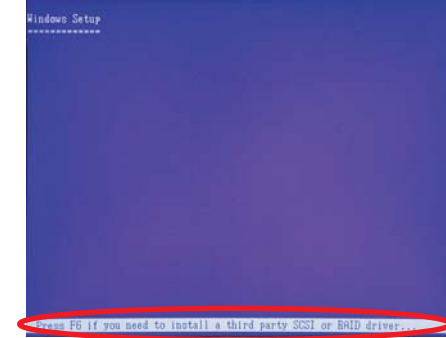 Windows Setup
=============
Press F6 if you need to install a third party SCSI or RAID driver...